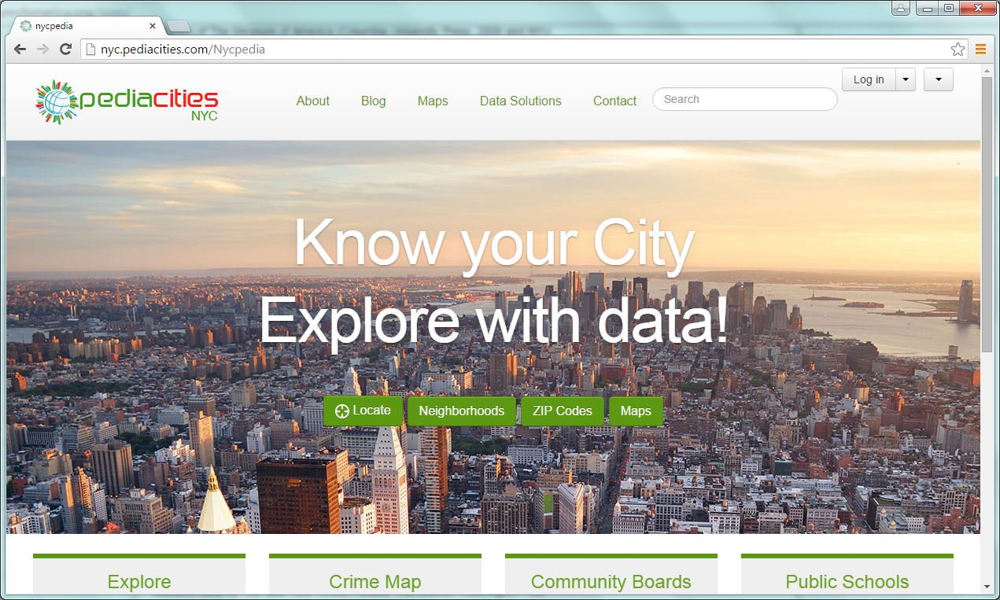 nycpedia
nyc.pediacities.com/Nycpedia
pediacities
NYC
About
Blog
Maps
Data Solutions
Contact
Search
Log in
Know your City
Explore with data!
Locate
Neighborhoods
ZIP Codes
Maps
Explore
Crime Map
Community Boards
Public Schools